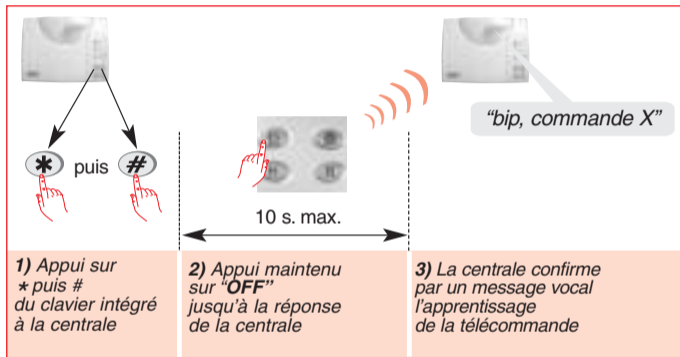 * puis #
"bip, commande X"
10 s. max.
1) Appui sur
* puis #
du clavier intégré
à la centrale
2) Appui maintenu
sur "OFF"
jusqu'à la réponse
de la centrale
3) La centrale confirme
par un message vocal
l'apprentissage
de la télécommande